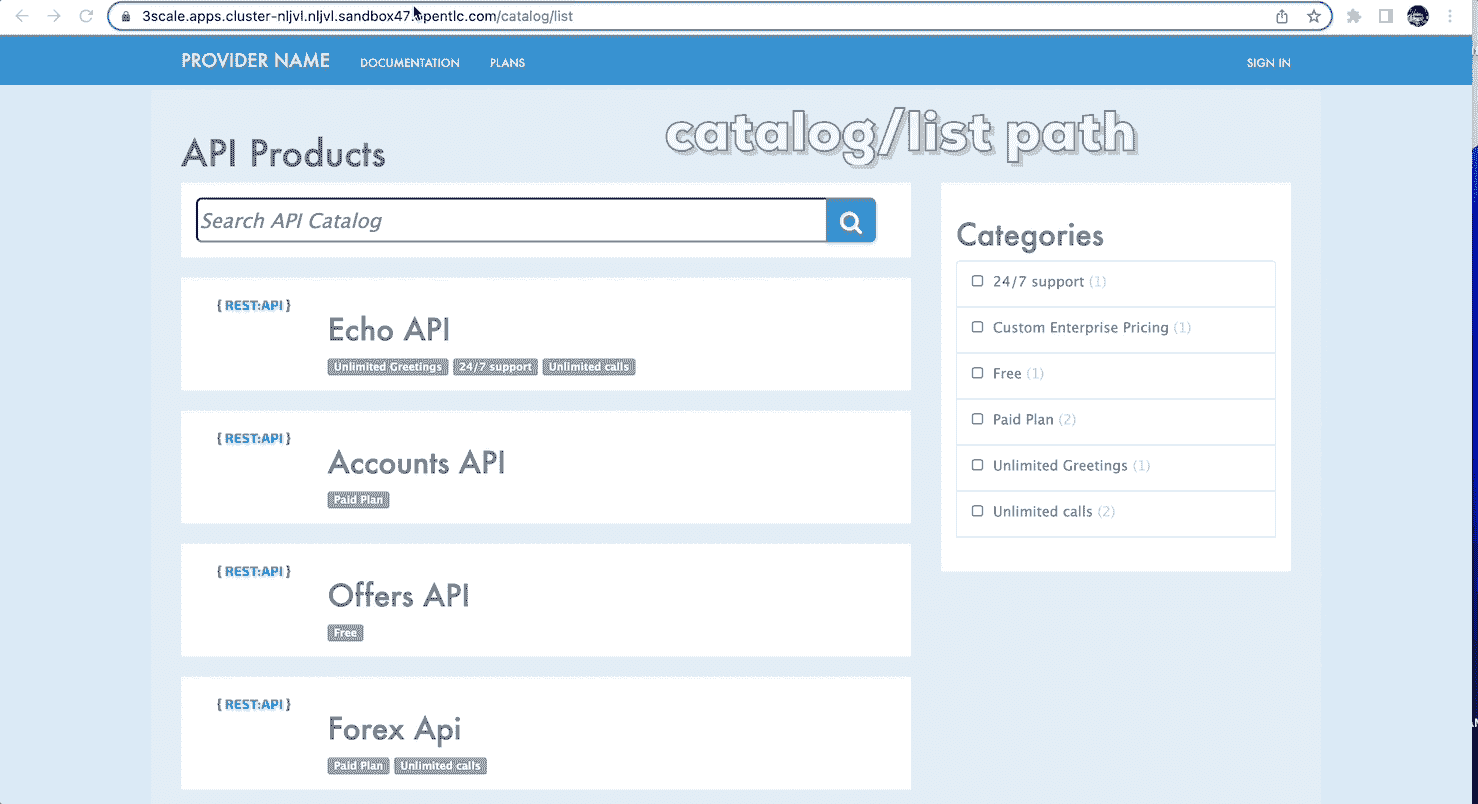 3scale.apps.cluster-nljvl.nljvl.sandbox47.opentlc.com/catalog/list
PROVIDER NAME DOCUMENTATION PLANS SIGN IN
catalog/list path
API Products
Search API Catalog
{ REST:API }
Echo API
Unlimited Greetings 24/7 support Unlimited calls
{ REST:API }
Accounts API
Paid Plan
{ REST:API }
Offers API
Free
{ REST:API }
Forex Api
Paid Plan Unlimited calls
Categories
24/7 support (1)
Custom Enterprise Pricing (1)
Free (1)
Paid Plan (2)
Unlimited Greetings (1)
Unlimited calls (2)